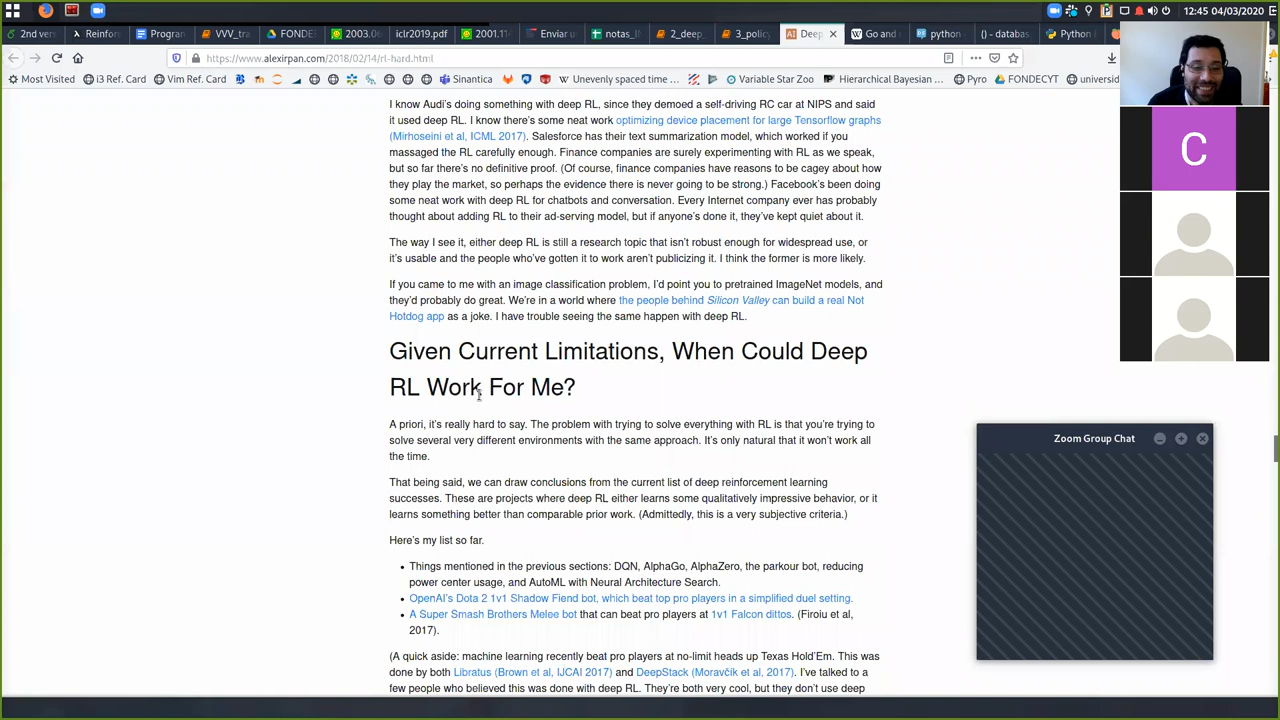 12:45 04/03/2020
2nd ver
Reinfor
Program
VVV_tra
FONDE
2003.06
iclr2019.pdf
2001.11
Enviar u
notas_l
2_deep_
3_policy
Deep
Go and
python
() - databas
Python
https://www.alexirpan.com/2018/02/14/rl-hard.html
Most Visited
i3 Ref. Card
Vim Ref. Card
Sinantica
Unevenly spaced time …
Variable Star Zoo
Hierarchical Bayesian …
Pyro
FONDECYT
universid
I know Audi's doing something with deep RL, since they demoed a self-driving RC car at NIPS and said
it used deep RL. I know there's some neat work optimizing device placement for large Tensorflow graphs
(Mirhoseini et al, ICML 2017). Salesforce has their text summarization model, which worked if you
massaged the RL carefully enough. Finance companies are surely experimenting with RL as we speak,
but so far there's no definitive proof. (Of course, finance companies have reasons to be cagey about how
they play the market, so perhaps the evidence there is never going to be strong.) Facebook's been doing
some neat work with deep RL for chatbots and conversation. Every Internet company ever has probably
thought about adding RL to their ad-serving model, but if anyone's done it, they've kept quiet about it.
The way I see it, either deep RL is still a research topic that isn't robust enough for widespread use, or
it's usable and the people who've gotten it to work aren't publicizing it. I think the former is more likely.
If you came to me with an image classification problem, I'd point you to pretrained ImageNet models, and
they'd probably do great. We're in a world where the people behind Silicon Valley can build a real Not
Hotdog app as a joke. I have trouble seeing the same happen with deep RL.
Given Current Limitations, When Could Deep
RL Work For Me?
A priori, it's really hard to say. The problem with trying to solve everything with RL is that you're trying to
solve several very different environments with the same approach. It's only natural that it won't work all
the time.
That being said, we can draw conclusions from the current list of deep reinforcement learning
successes. These are projects where deep RL either learns some qualitatively impressive behavior, or it
learns something better than comparable prior work. (Admittedly, this is a very subjective criteria.)
Here's my list so far.
• Things mentioned in the previous sections: DQN, AlphaGo, AlphaZero, the parkour bot, reducing
power center usage, and AutoML with Neural Architecture Search.
• OpenAI's Dota 2 1v1 Shadow Fiend bot, which beat top pro players in a simplified duel setting.
• A Super Smash Brothers Melee bot that can beat pro players at 1v1 Falcon dittos. (Firoiu et al,
2017).
(A quick aside: machine learning recently beat pro players at no-limit heads up Texas Hold'Em. This was
done by both Libratus (Brown et al, IJCAI 2017) and DeepStack (Moravčík et al, 2017). I've talked to a
few people who believed this was done with deep RL. They're both very cool, but they don't use deep
C
Zoom Group Chat